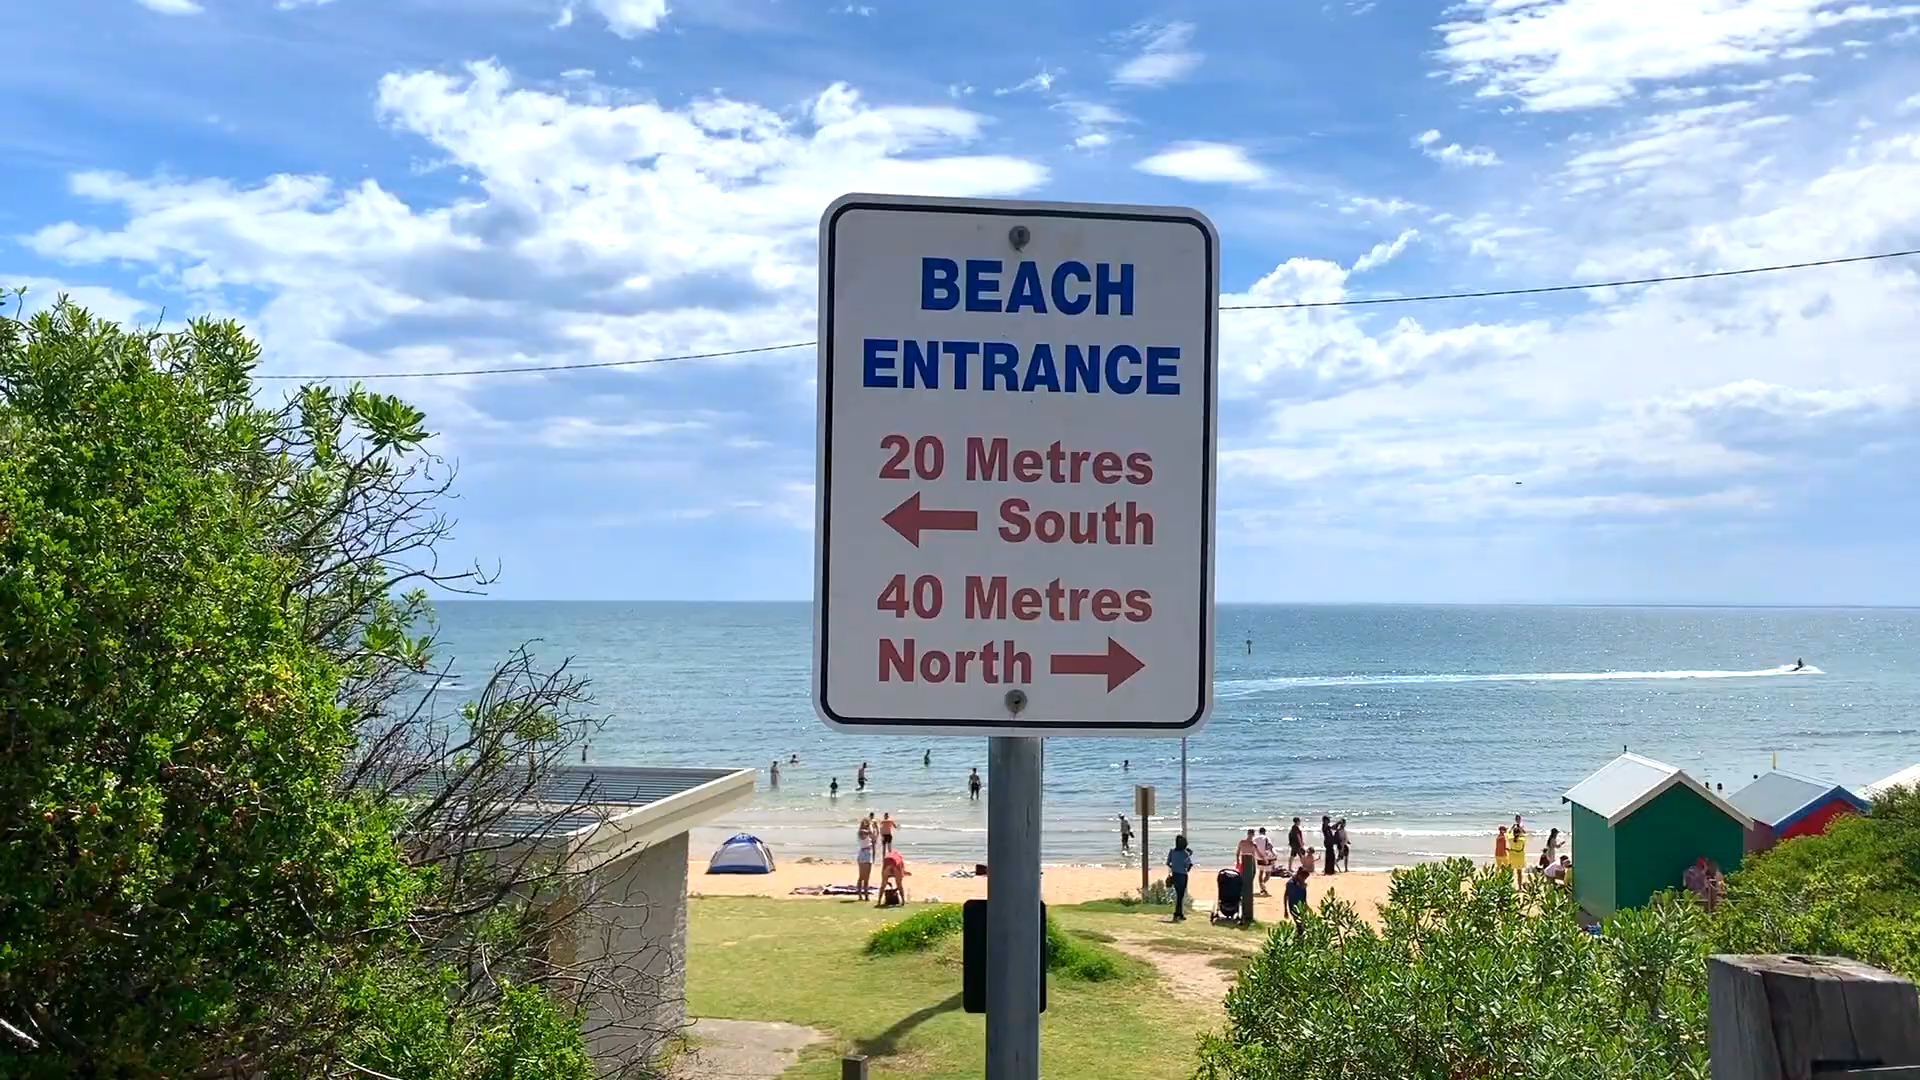 BEACH
ENTRANCE
20 Metres
← South
40 Metres
North →